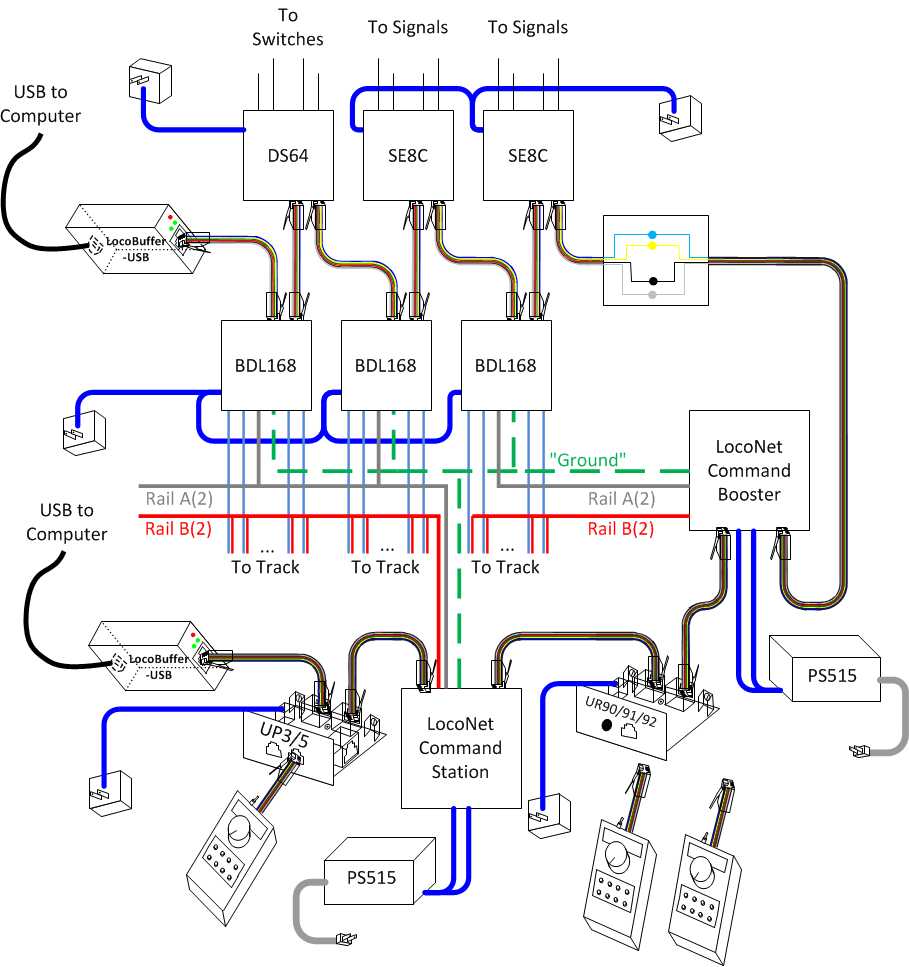 To
Switches
To Signals
To Signals
USB to
Computer
DS64
SE8C
SE8C
LocoBuffer
-USB
BDL168
BDL168
BDL168
LocoNet
Command
Booster
"Ground"
Rail A(2)
Rail A(2)
Rail B(2)
Rail B(2)
USB to
Computer
...
...
...
To Track
To Track
To Track
LocoBuffer
-USB
PS515
UR90/91/92
UP3/5
LocoNet
Command
Station
PS515